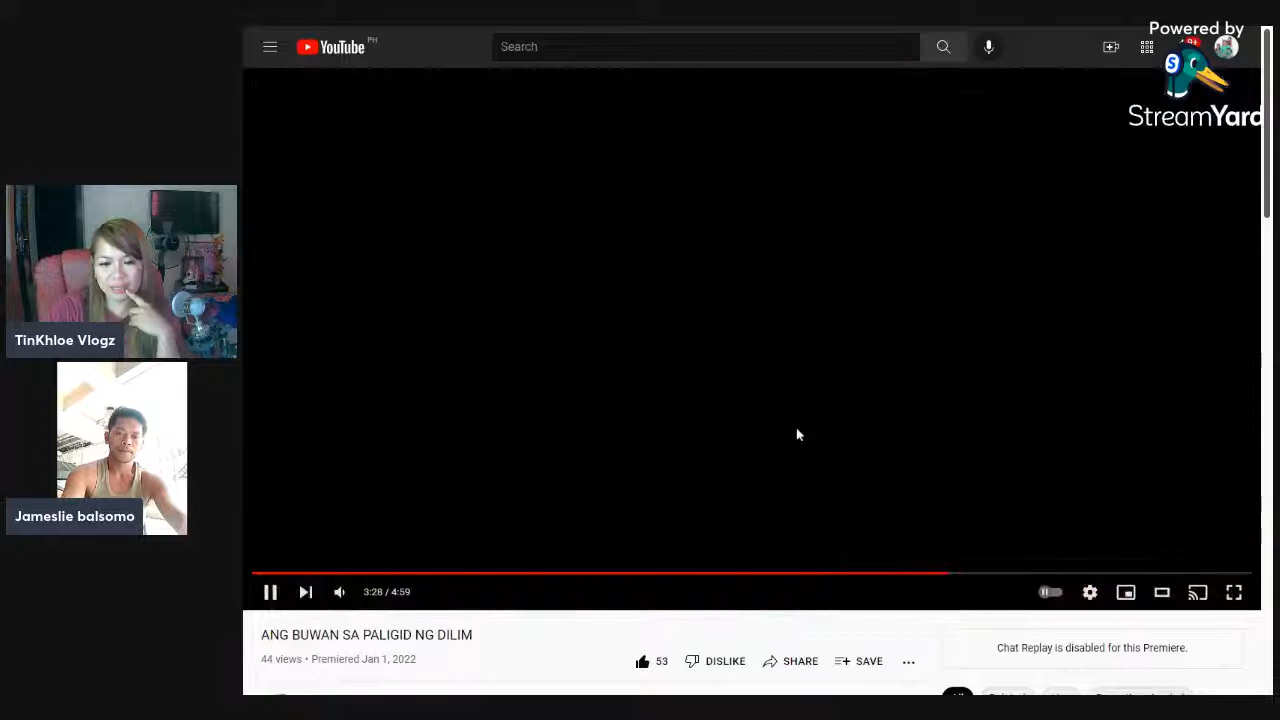 Powered by
StreamYard
YouTube PH
Search
9+
TinKhloe Vlogz
Jameslie balsomo
3:28 / 4:59
ANG BUWAN SA PALIGID NG DILIM
44 views • Premiered Jan 1, 2022
53 DISLIKE SHARE SAVE
Chat Replay is disabled for this Premiere.